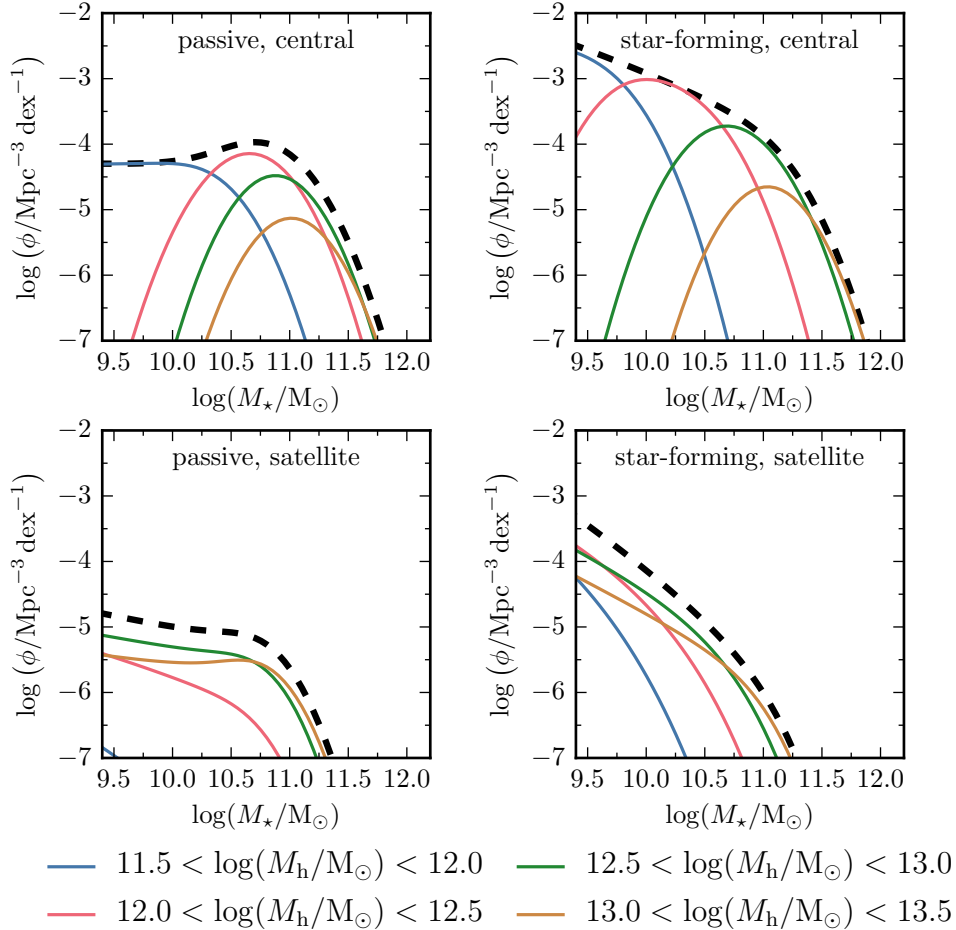 passive, central
−2
−3
−4
−5
−6
−7
log (ϕ/Mpc⁻³ dex⁻¹)
9.5 10.0 10.5 11.0 11.5 12.0
log(M⋆/M⊙)
star-forming, central
−2
−3
−4
−5
−6
−7
log (ϕ/Mpc⁻³ dex⁻¹)
9.5 10.0 10.5 11.0 11.5 12.0
log(M⋆/M⊙)
passive, satellite
−2
−3
−4
−5
−6
−7
log (ϕ/Mpc⁻³ dex⁻¹)
9.5 10.0 10.5 11.0 11.5 12.0
log(M⋆/M⊙)
star-forming, satellite
−2
−3
−4
−5
−6
−7
log (ϕ/Mpc⁻³ dex⁻¹)
9.5 10.0 10.5 11.0 11.5 12.0
log(M⋆/M⊙)
11.5 < log(Mₕ/M⊙) < 12.0
12.0 < log(Mₕ/M⊙) < 12.5
12.5 < log(Mₕ/M⊙) < 13.0
13.0 < log(Mₕ/M⊙) < 13.5